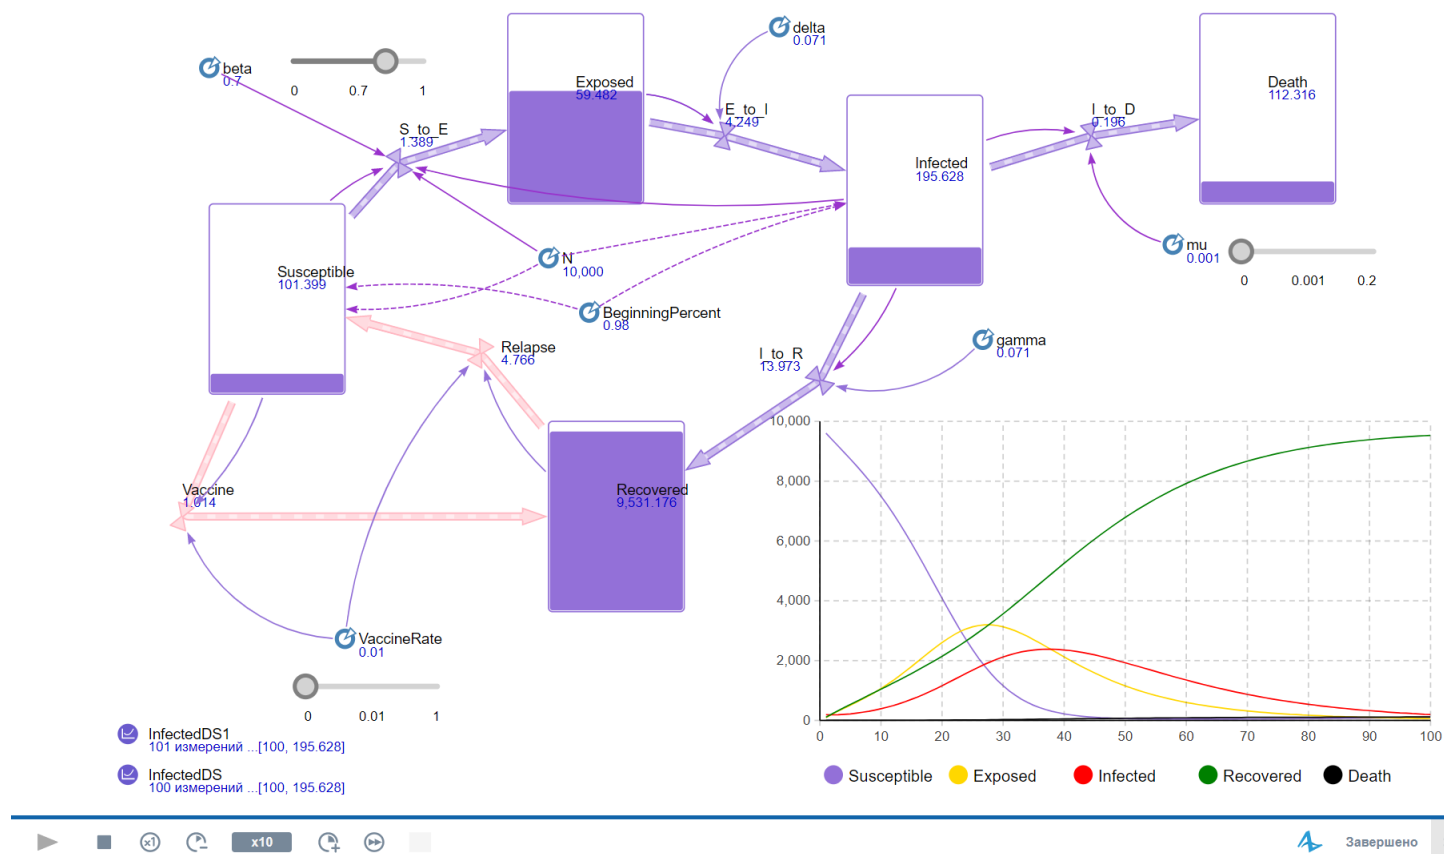 delta
0.071
beta
0.7
0 0.7 1
Exposed
59.482
Death
112.316
E_to_I
4.249
I_to_D
0.196
S_to_E
1.389
Infected
195.628
mu
0.001
0 0.001 0.2
N
10,000
Susceptible
101.399
BeginningPercent
0.98
Relapse
4.766
I_to_R
13.973
gamma
0.071
Vaccine
1.014
Recovered
9,531.176
VaccineRate
0.01
0 0.01 1
InfectedDS1
101 измерений ...[100, 195.628]
InfectedDS
100 измерений ...[100, 195.628]
10,000
8,000
6,000
4,000
2,000
0
0 10 20 30 40 50 60 70 80 90 100
Susceptible Exposed Infected Recovered Death
x1 x10 Завершено